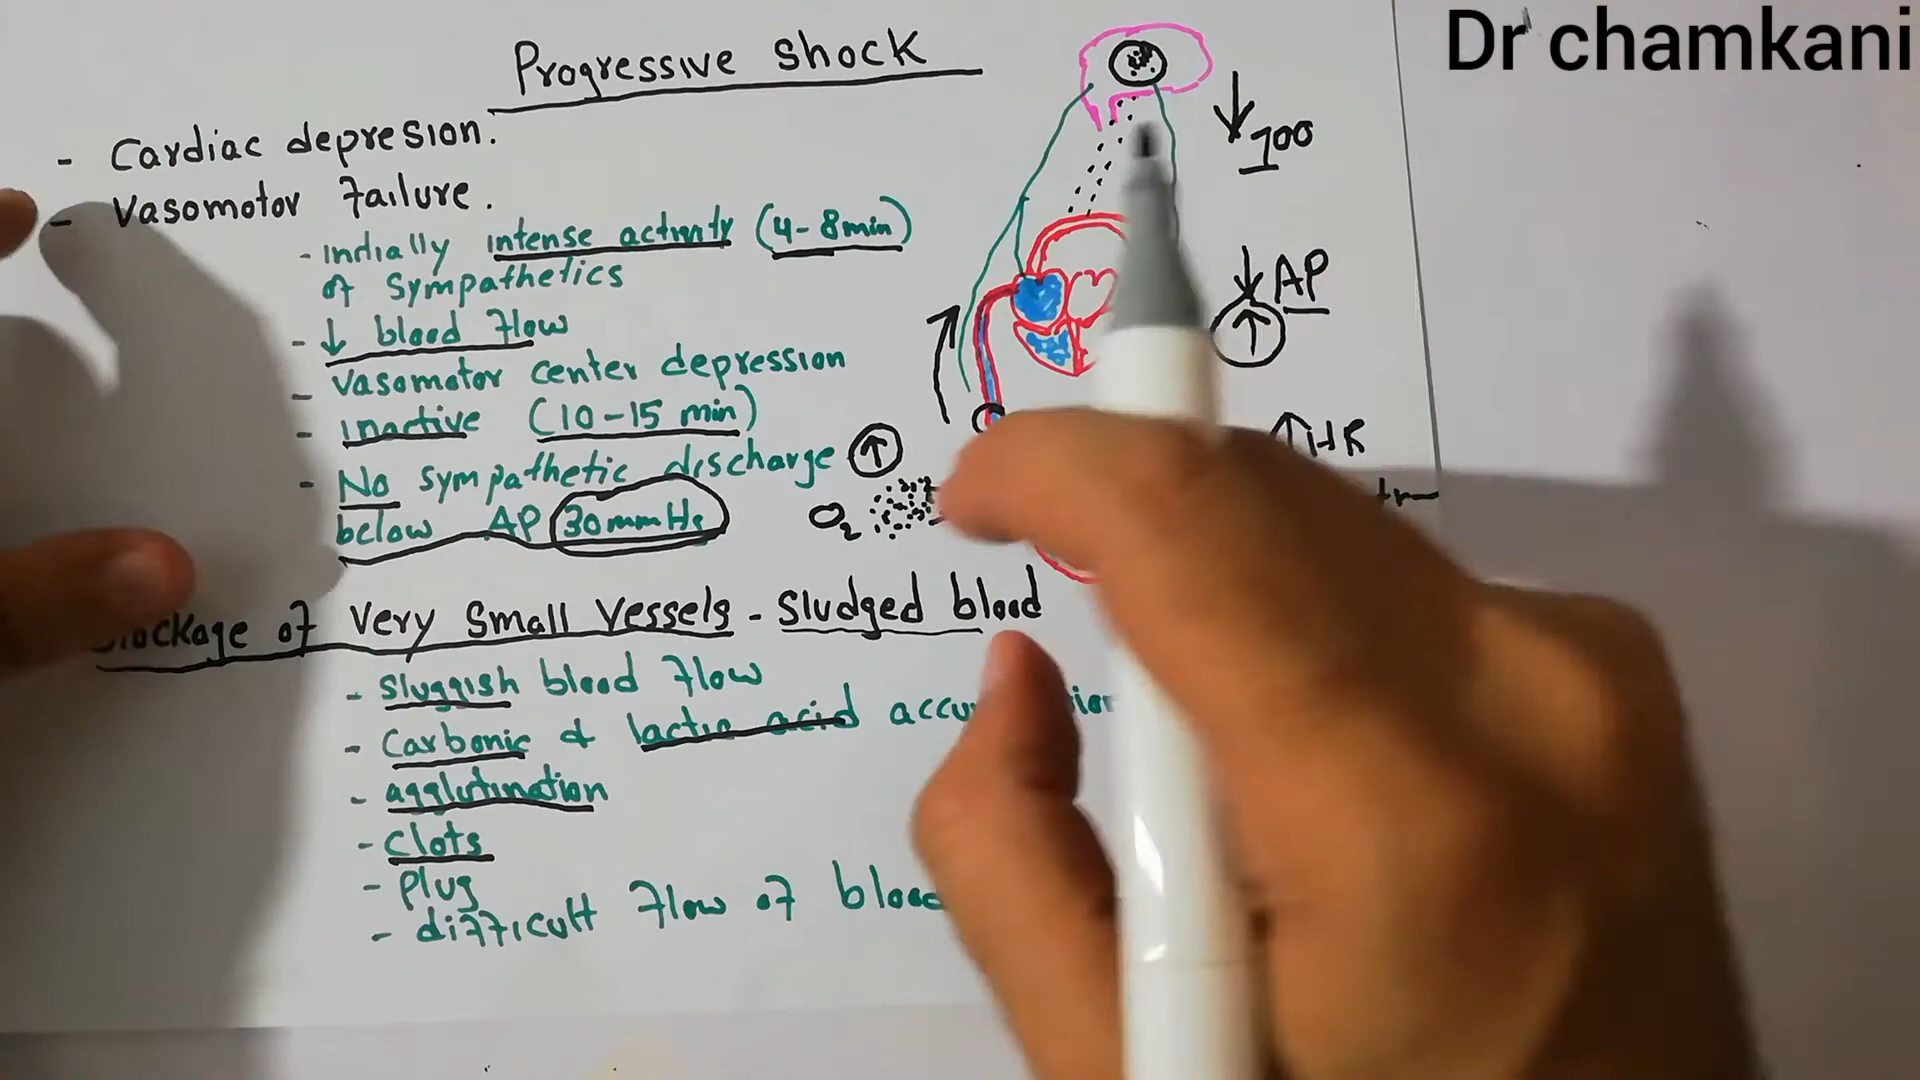 Dr chamkani
Progressive shock
- Cardiac depresion.
- Vasomotor Failure.
- Indially intense activity (4-8min)
of Sympathetics
- ↓ blood flow
- Vasomotor center depression
- inactive (10-15 min)
- No sympathetic discharge
below AP 30mmHg
↓ 100
↓ AP
↑
↑ HR
↑
O2
of Very Small Vessels - Sludged blood
- Sluggish blood flow
- Carbonic & lactic acid
- agglutination
- Clots
- plug
- difficult flow of blood